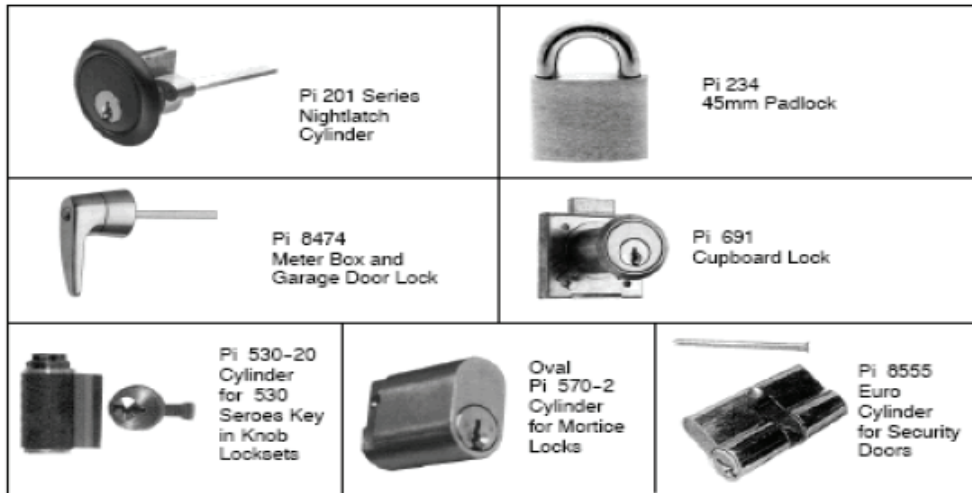 Pi 201 Series
Nightlatch
Cylinder
Pi 234
45mm Padlock
Pi 8474
Meter Box and
Garage Door Lock
Pi 691
Cupboard Lock
Pi 530-20
Cylinder
for 530
Seroes Key
in Knob
Locksets
Oval
Pi 570-2
Cylinder
for Mortice
Locks
Pi 8555
Euro
Cylinder
for Security
Doors